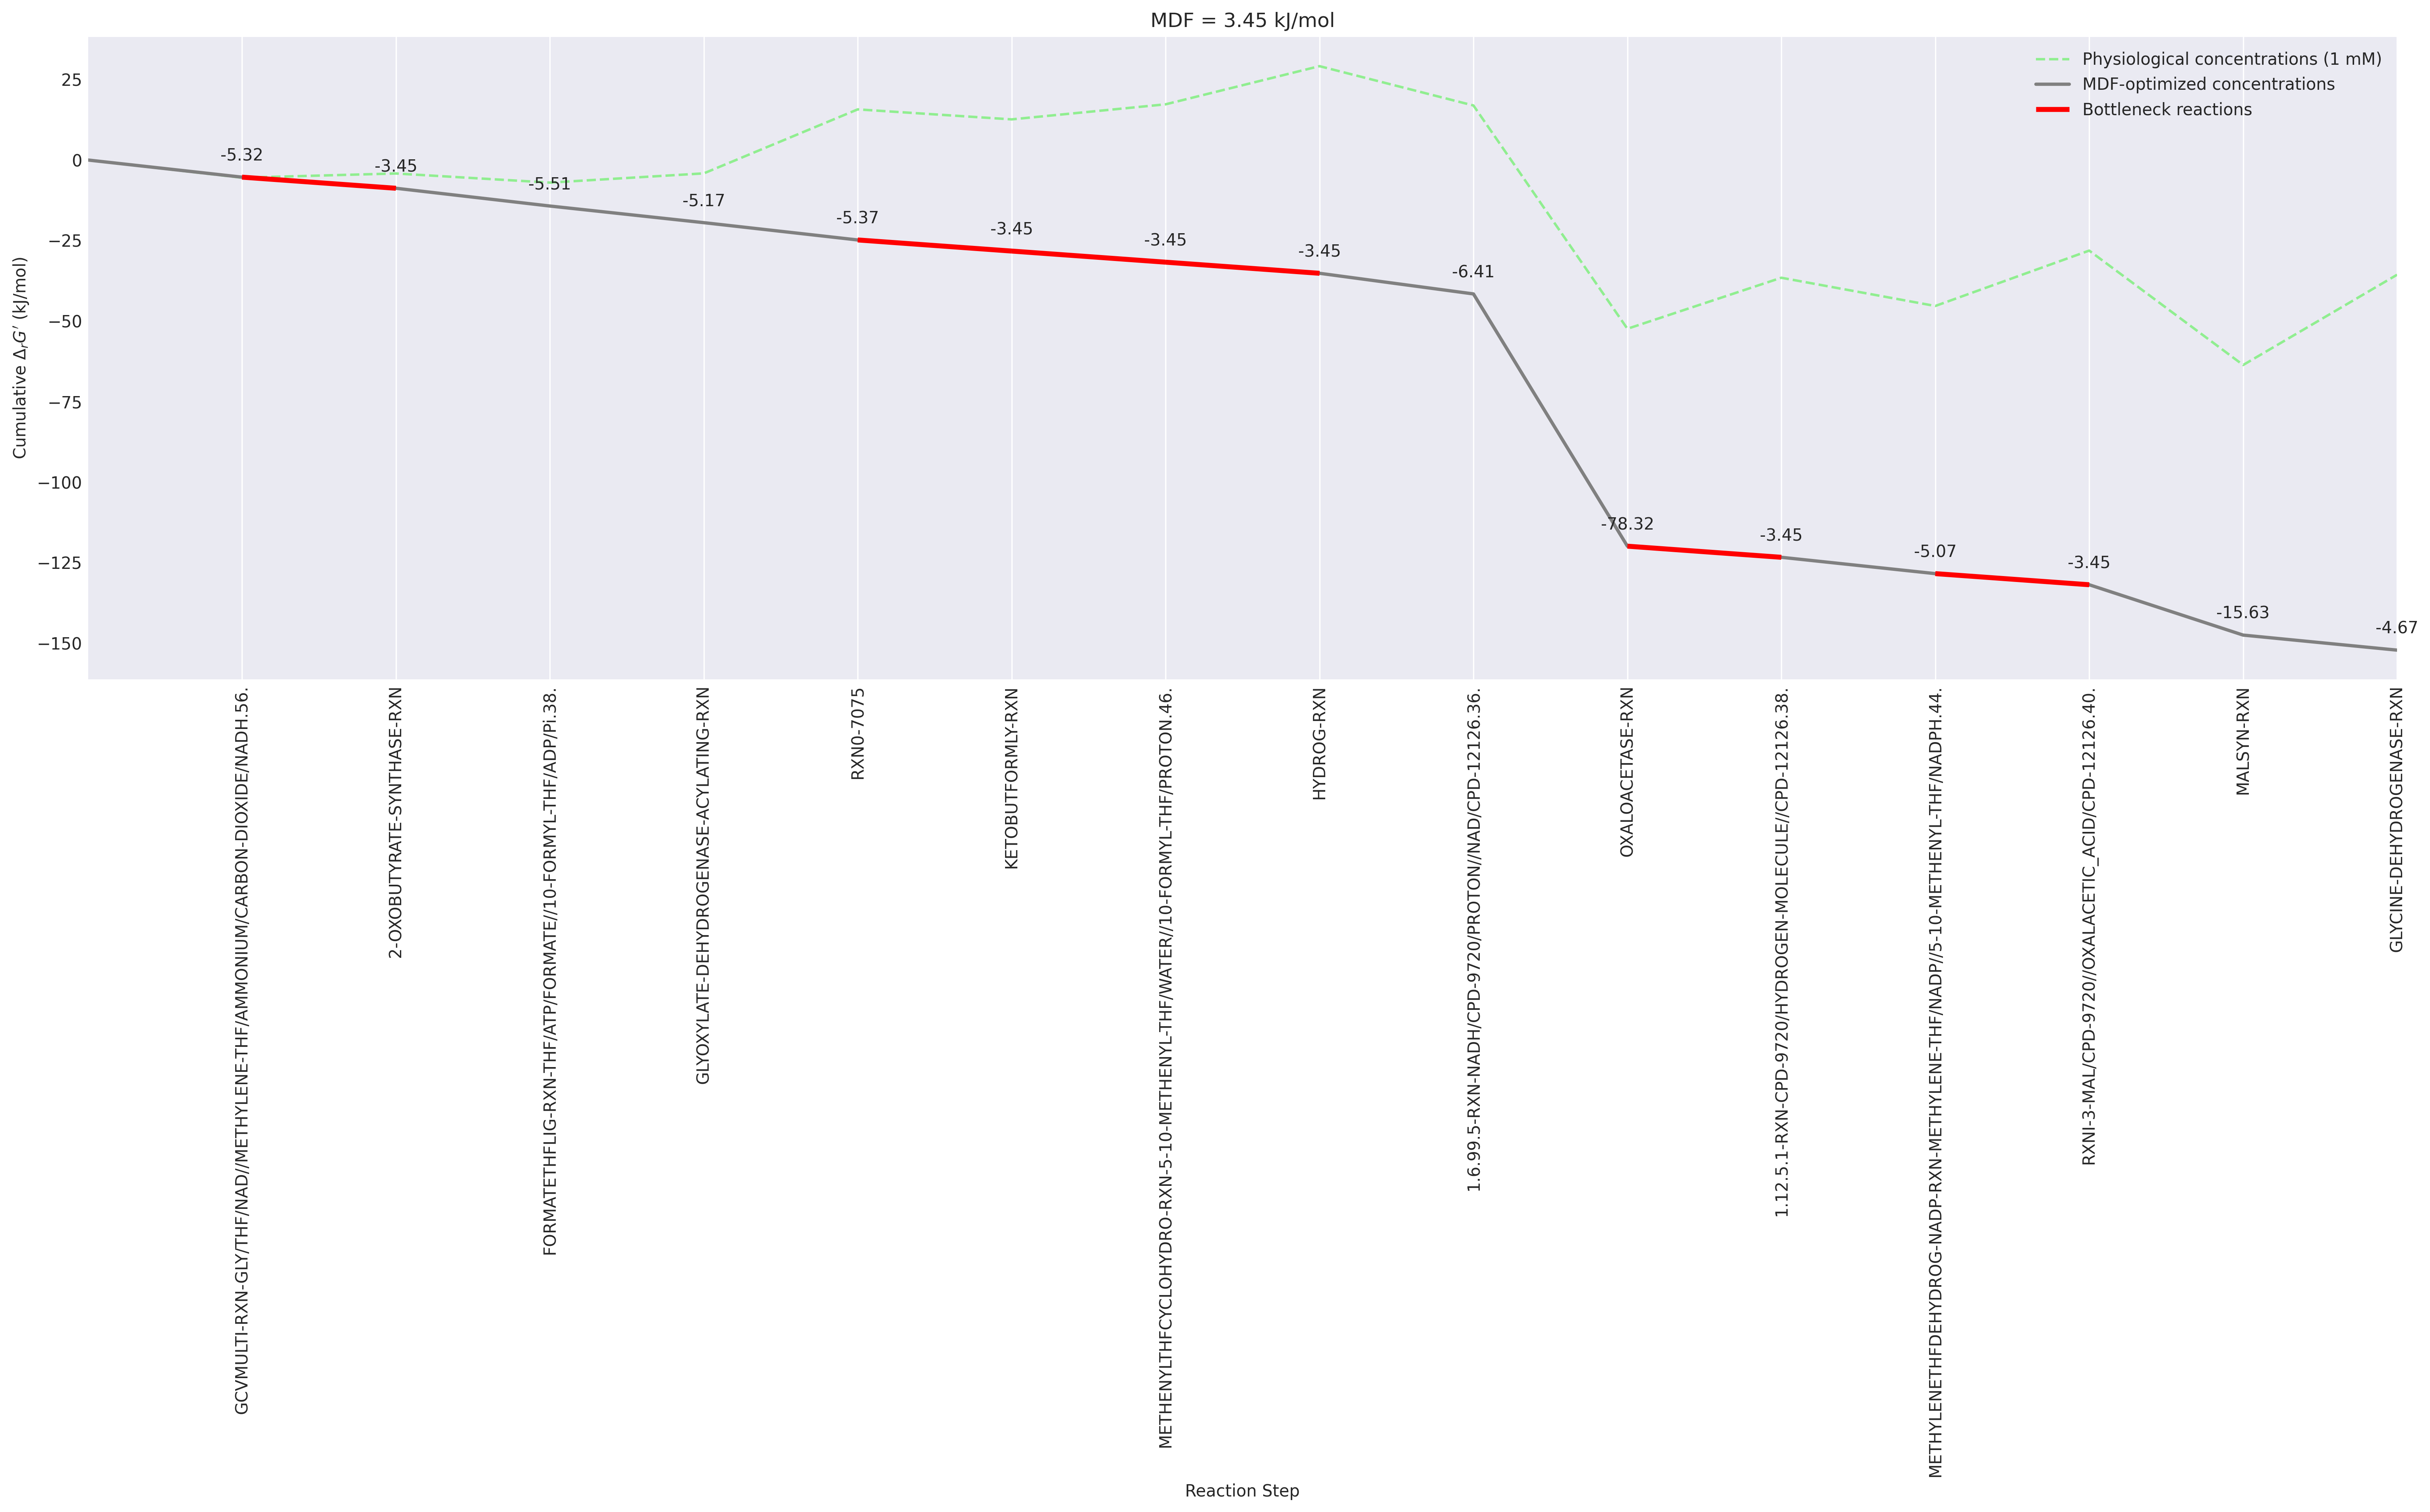 MDF = 3.45 kJ/mol
Physiological concentrations (1 mM)
MDF-optimized concentrations
Bottleneck reactions
Cumulative ΔrG′ (kJ/mol)
25
0
−25
−50
−75
−100
−125
−150
-5.32
-3.45
-5.51
-5.17
-5.37
-3.45
-3.45
-3.45
-6.41
-78.32
-3.45
-5.07
-3.45
-15.63
-4.67
GCVMULTI-RXN-GLY/THF/NAD//METHYLENE-THF/AMMONIUM/CARBON-DIOXIDE/NADH.56.
2-OXOBUTYRATE-SYNTHASE-RXN
FORMATETHFLIG-RXN-THF/ATP/FORMATE//10-FORMYL-THF/ADP/Pi.38.
GLYOXYLATE-DEHYDROGENASE-ACYLATING-RXN
RXN0-7075
KETOBUTFORMLY-RXN
METHENYLTHFCYCLOHYDRO-RXN-5-10-METHENYL-THF/WATER//10-FORMYL-THF/PROTON.46.
HYDROG-RXN
1.6.99.5-RXN-NADH/CPD-9720/PROTON//NAD/CPD-12126.36.
OXALOACETASE-RXN
1.12.5.1-RXN-CPD-9720/HYDROGEN-MOLECULE//CPD-12126.38.
METHYLENETHFDEHYDROG-NADP-RXN-METHYLENE-THF/NADP//5-10-METHENYL-THF/NADPH.44.
RXNI-3-MAL/CPD-9720//OXALACETIC_ACID/CPD-12126.40.
MALSYN-RXN
GLYCINE-DEHYDROGENASE-RXN
Reaction Step